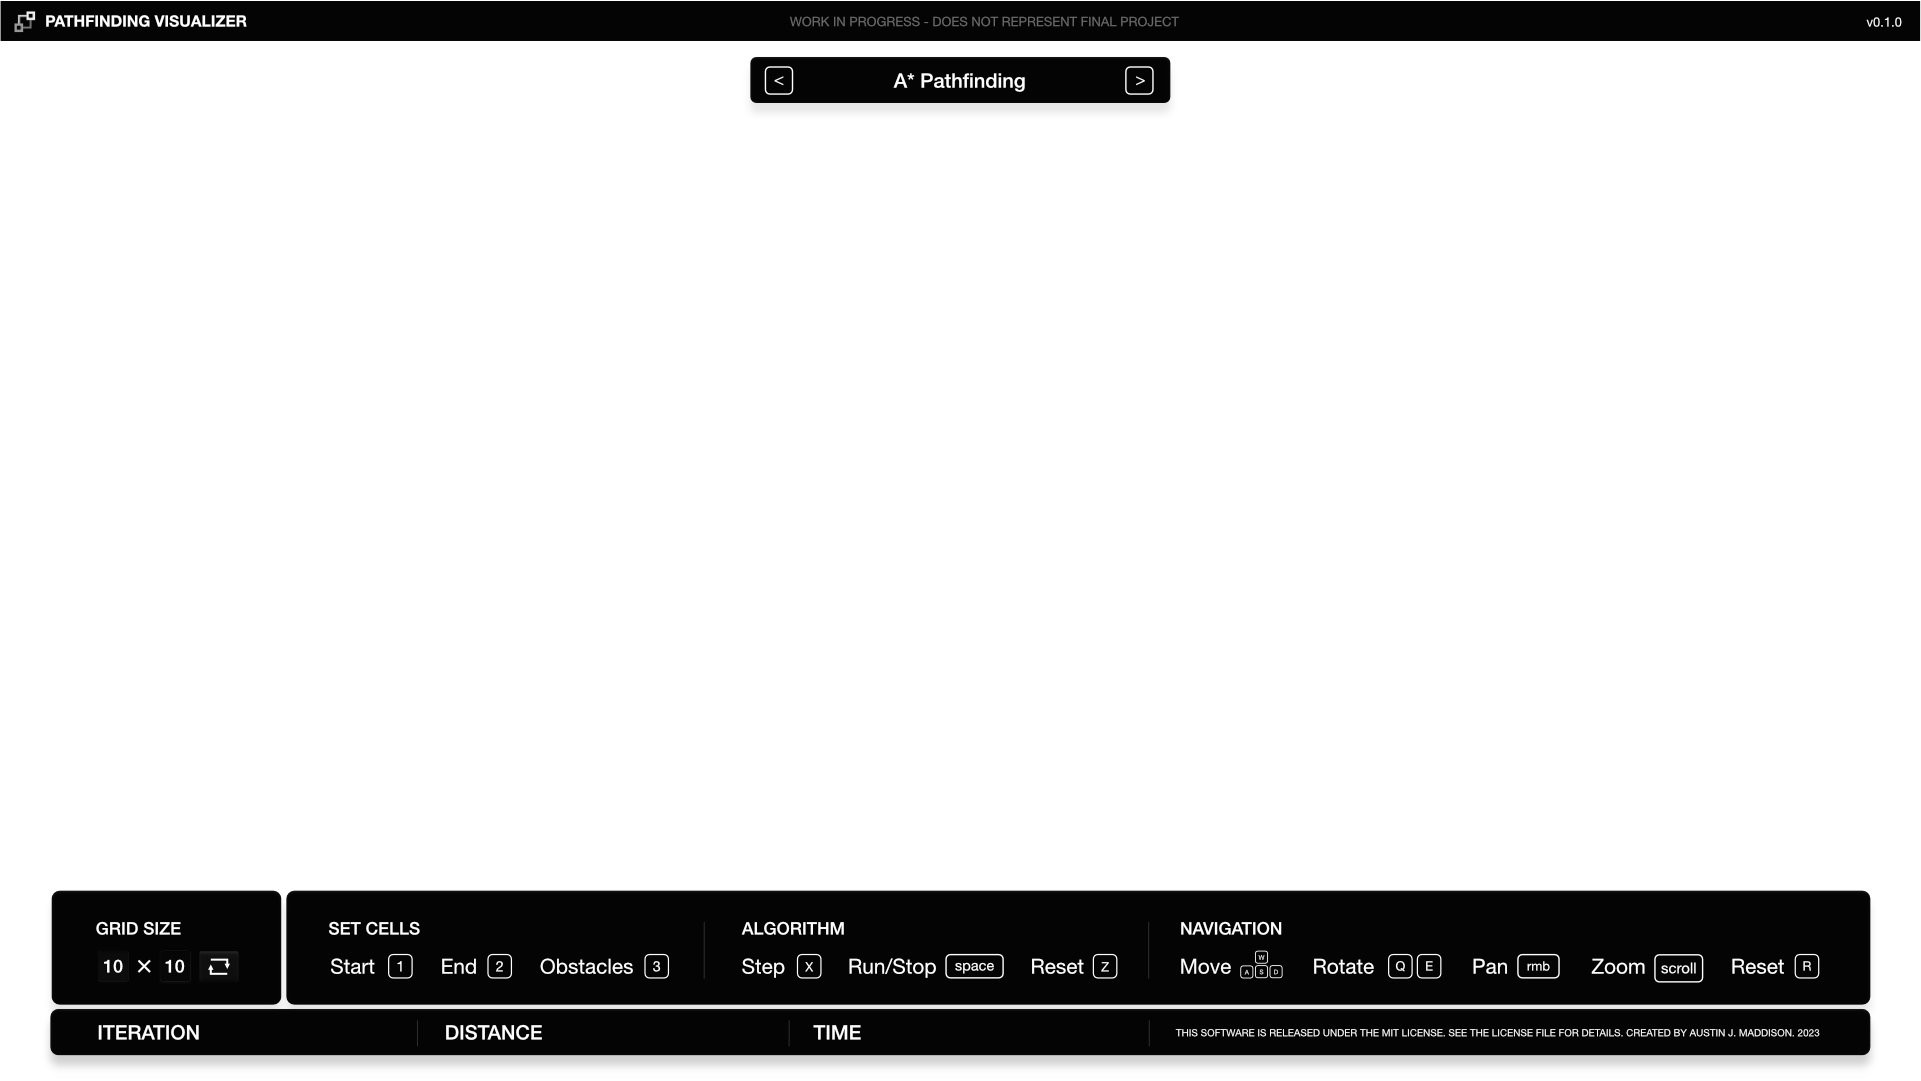 PATHFINDING VISUALIZER
WORK IN PROGRESS - DOES NOT REPRESENT FINAL PROJECT
v0.1.0
< A* Pathfinding >
GRID SIZE
10 × 10
SET CELLS
Start 1 End 2 Obstacles 3
ALGORITHM
Step X Run/Stop space Reset Z
NAVIGATION
Move W A S D Rotate Q E Pan rmb Zoom scroll Reset R
ITERATION
DISTANCE
TIME
THIS SOFTWARE IS RELEASED UNDER THE MIT LICENSE. SEE THE LICENSE FILE FOR DETAILS. CREATED BY AUSTIN J. MADDISON. 2023